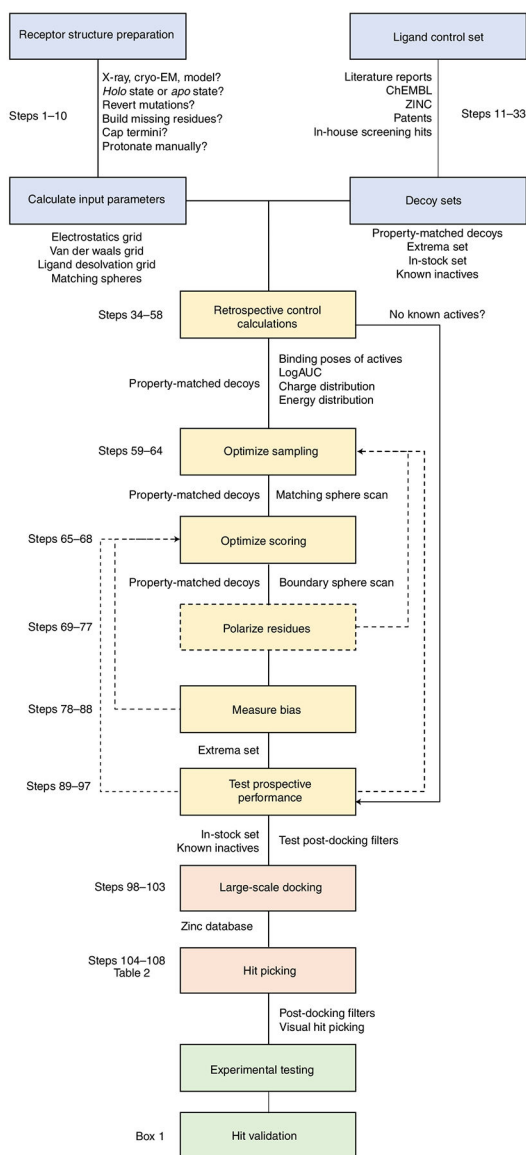 Receptor structure preparation
Ligand control set
Steps 1–10
X-ray, cryo-EM, model?
Holo state or apo state?
Revert mutations?
Build missing residues?
Cap termini?
Protonate manually?
Literature reports
ChEMBL
ZINC
Patents
In-house screening hits
Steps 11–33
Calculate input parameters
Decoy sets
Electrostatics grid
Van der waals grid
Ligand desolvation grid
Matching spheres
Property-matched decoys
Extrema set
In-stock set
Known inactives
Steps 34–58
Retrospective control
calculations
No known actives?
Property-matched decoys
Binding poses of actives
LogAUC
Charge distribution
Energy distribution
Steps 59–64
Optimize sampling
Property-matched decoys
Matching sphere scan
Steps 65–68
Optimize scoring
Property-matched decoys
Boundary sphere scan
Steps 69–77
Polarize residues
Steps 78–88
Measure bias
Extrema set
Steps 89–97
Test prospective
performance
In-stock set
Known inactives
Test post-docking filters
Steps 98–103
Large-scale docking
Zinc database
Steps 104–108
Table 2
Hit picking
Post-docking filters
Visual hit picking
Experimental testing
Box 1
Hit validation